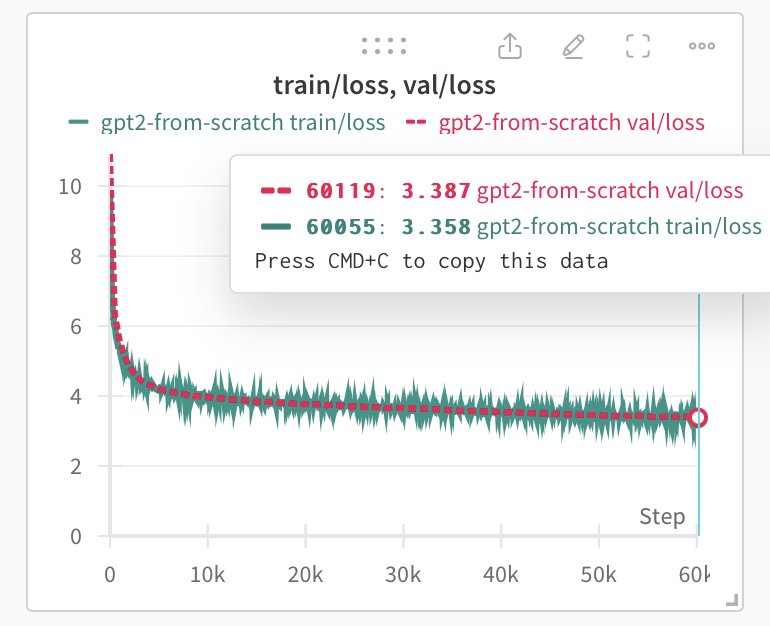 train/loss, val/loss
gpt2-from-scratch train/loss gpt2-from-scratch val/loss
60119: 3.387 gpt2-from-scratch val/loss
60055: 3.358 gpt2-from-scratch train/loss
Press CMD+C to copy this data
10
8
6
4
2
0
Step
0 10k 20k 30k 40k 50k 60k